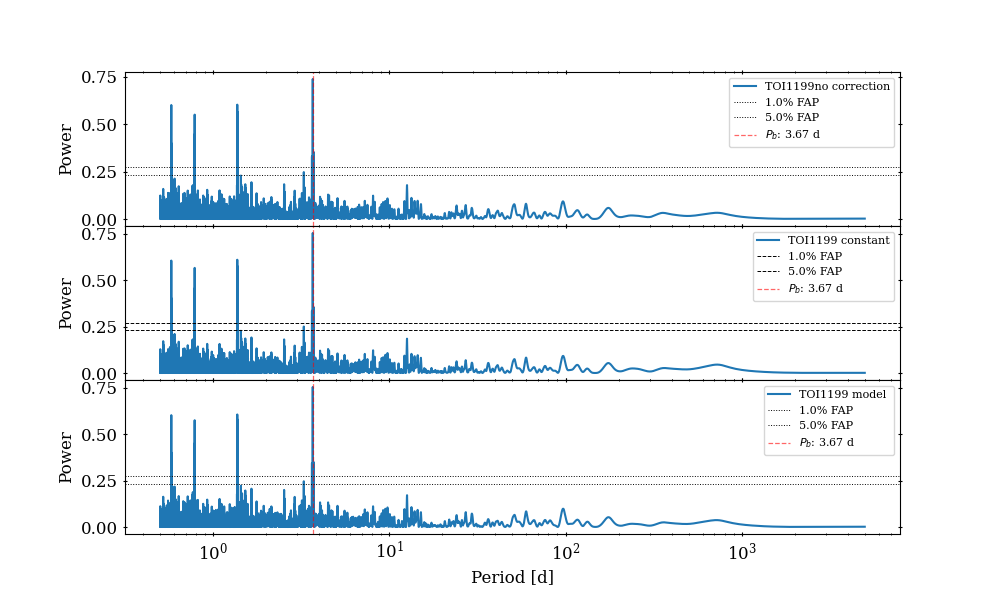 0.75
0.50
0.25
0.00
Power
TOI1199no correction
1.0% FAP
5.0% FAP
P_b: 3.67 d
0.75
0.50
0.25
0.00
Power
TOI1199 constant
1.0% FAP
5.0% FAP
P_b: 3.67 d
0.75
0.50
0.25
0.00
Power
TOI1199 model
1.0% FAP
5.0% FAP
P_b: 3.67 d
10^0 10^1 10^2 10^3
Period [d]